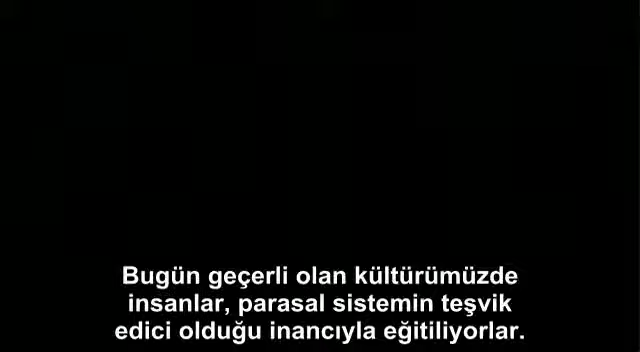 Bugün geçerli olan kültürümüzde
insanlar, parasal sistemin teşvik
edici olduğu inancıyla eğitiliyorlar.